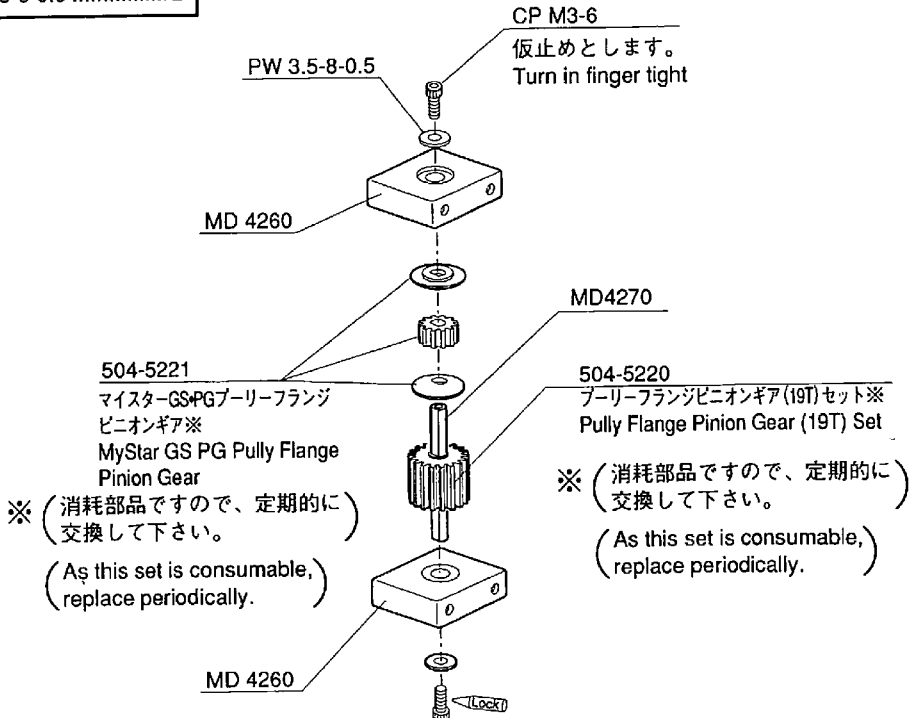 CP M3-6
仮止めとします。
Turn in finger tight
PW 3.5-8-0.5
MD 4260
MD4270
504-5221
マイスターGS•PGプーリーフランジ
ピニオンギア※
MyStar GS PG Pully Flange
Pinion Gear
※(消耗部品ですので、定期的に
交換して下さい。)
(As this set is consumable,
replace periodically.)
504-5220
プーリーフランジピニオンギア(19T)セット※
Pully Flange Pinion Gear (19T) Set
※(消耗部品ですので、定期的に
交換して下さい。)
(As this set is consumable,
replace periodically.)
MD 4260
Lock